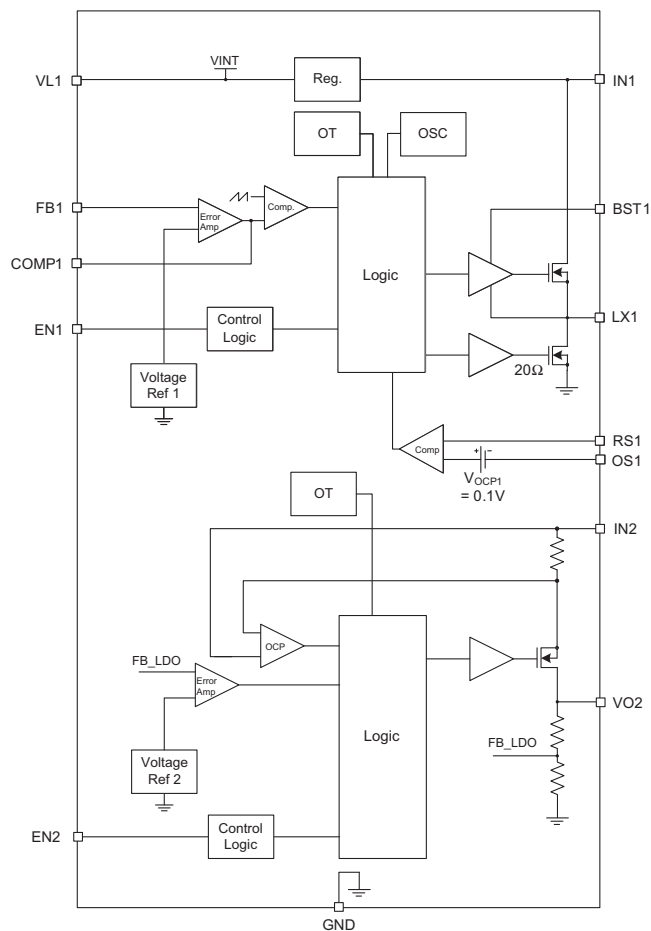 VINT
VL1
Reg.
IN1
OT
OSC
FB1
Error
Amp
Comp.
BST1
COMP1
Logic
EN1
Control
Logic
LX1
20Ω
Voltage
Ref 1
RS1
Comp
+ -
OS1
VOCP1
= 0.1V
OT
IN2
OCP
FB_LDO
Error
Amp
VO2
Logic
FB_LDO
Voltage
Ref 2
EN2
Control
Logic
GND